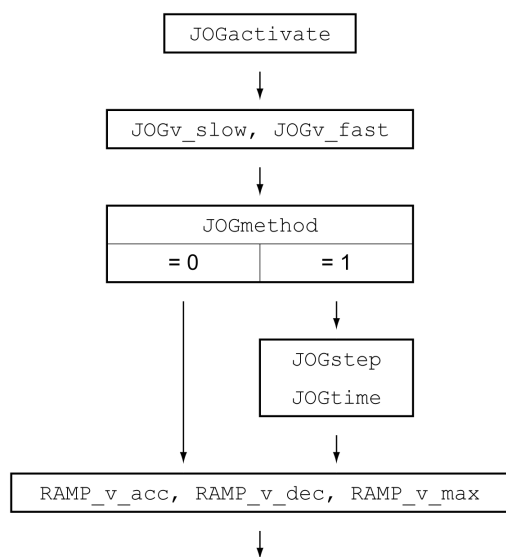 JOGactivate
JOGv_slow, JOGv_fast
JOGmethod
= 0 = 1
JOGstep
JOGtime
RAMP_v_acc, RAMP_v_dec, RAMP_v_max